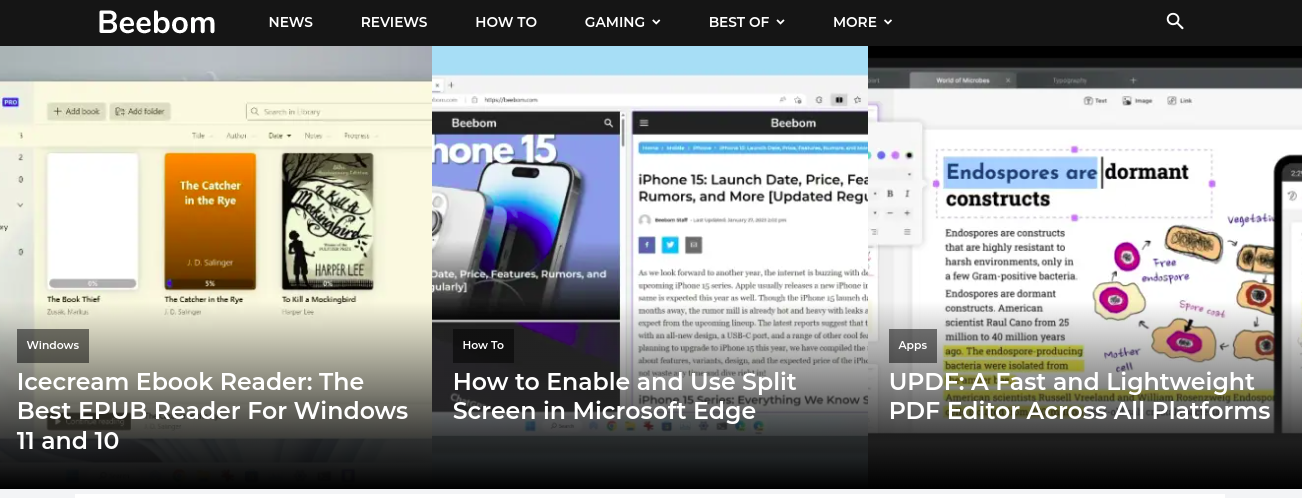 Beebom
NEWS
REVIEWS
HOW TO
GAMING
BEST OF
MORE
PRO
+ Add book
Add folder
Search in Library
Title
Author
Date
Notes
Progress
The Catcher
in the Rye
J. D. Salinger
To Kill a
Mockingbird
HARPER LEE
0%
5%
0%
The Book Thief
The Catcher in the Rye
To Kill a Mockingbird
Zusak, Markus
J. D. Salinger
Harper Lee
Windows
Icecream Ebook Reader: The
Best EPUB Reader For Windows
11 and 10
https://beebom.com
Beebom
hone 15
Date, Price, Features, Rumors, and
gularly]
Beebom
iPhone 15: Launch Date, Price, Fea
Rumors, and More [Updated Regu
Beebom Staff - Last Updated: January
As we look forward to another year, the internet is buzzing with
upcoming iPhone 15 series. Apple usually releases a new iPhone
same is expected this year as well. Though the iPhone 15 launch
months away, the rumor mill is already hot and heavy with leaks
expect from the upcoming lineup. The latest reports suggest that
with an all-new design, a USB-C port, and a range of other cool
planning to upgrade to iPhone 15 this year, we have compiled the
about features, variants, design, and the expected price of the
iPhone 15 Series: Everything We Know S
How To
How to Enable and Use Split
Screen in Microsoft Edge
World of Microbes
Typography
Text
Image
Link
B
I
Endospores are dormant
constructs
Endospores are constructs
that are highly resistant to
harsh environments, only in
a few Gram-positive bacteria.
Endospores are dormant
constructs. American
scientist Raul Cano from 25
million to 40 million years
ago. The endospore-producing
bacteria were isolated from
American scientists Russell Vreeland and William Rosenzweig Endospor
Free
endospore
Spore coat
Mother
cell
Apps
UPDF: A Fast and Lightweight
PDF Editor Across All Platforms